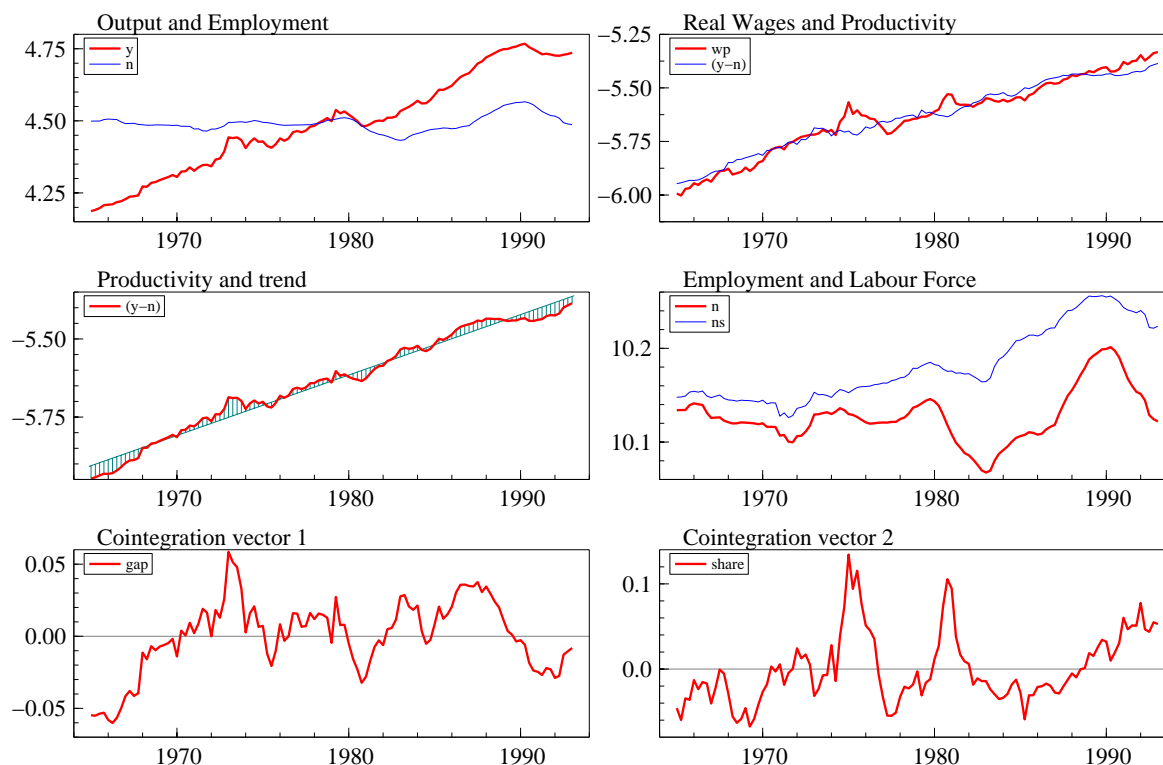 Output and Employment
y
n
4.75
4.50
4.25
1970 1980 1990
Real Wages and Productivity
wp
(y−n)
−5.25
−5.50
−5.75
−6.00
1970 1980 1990
Productivity and trend
(y−n)
−5.50
−5.75
1970 1980 1990
Employment and Labour Force
n
ns
10.2
10.1
1970 1980 1990
Cointegration vector 1
gap
0.05
0.00
−0.05
1970 1980 1990
Cointegration vector 2
share
0.1
0.0
1970 1980 1990